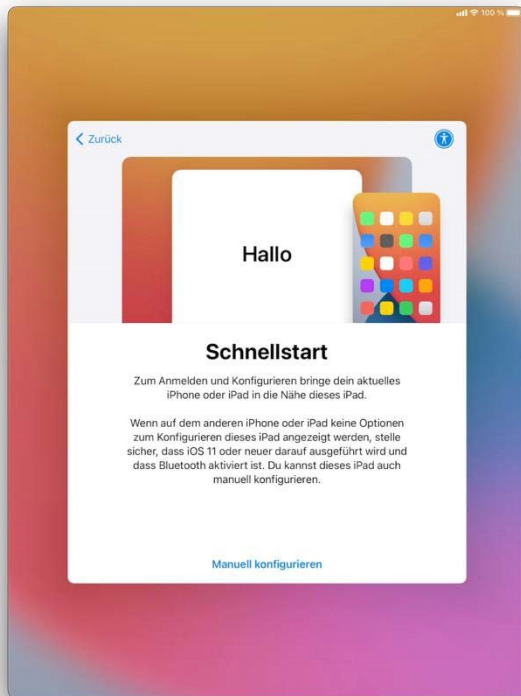 100 %
Zurück
Hallo
Schnellstart
Zum Anmelden und Konfigurieren bringe dein aktuelles
iPhone oder iPad in die Nähe dieses iPad.
Wenn auf dem anderen iPhone oder iPad keine Optionen
zum Konfigurieren dieses iPad angezeigt werden, stelle
sicher, dass iOS 11 oder neuer darauf ausgeführt wird und
dass Bluetooth aktiviert ist. Du kannst dieses iPad auch
manuell konfigurieren.
Manuell konfigurieren